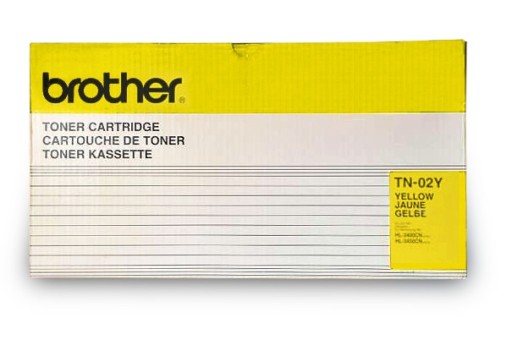 brother®
TONER CARTRIDGE
CARTOUCHE DE TONER
TONER KASSETTE
TN-02Y
YELLOW
JAUNE
GELBE